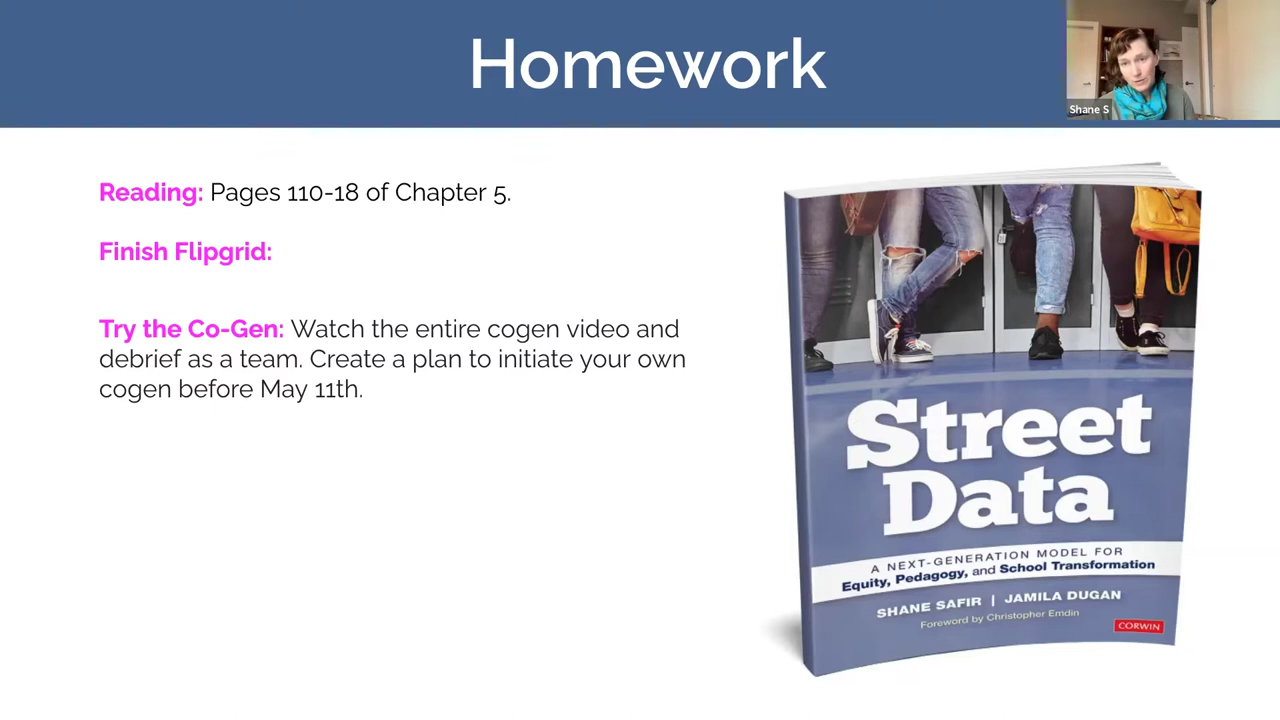 Homework
Shane S
Reading: Pages 110-18 of Chapter 5.
Finish Flipgrid:
Try the Co-Gen: Watch the entire cogen video and
debrief as a team. Create a plan to initiate your own
cogen before May 11th.
Street
Data
A NEXT-GENERATION MODEL FOR
Equity, Pedagogy, and School Transformation
SHANE SAFIR | JAMILA DUGAN
Foreword by Christopher Emdin
CORWIN